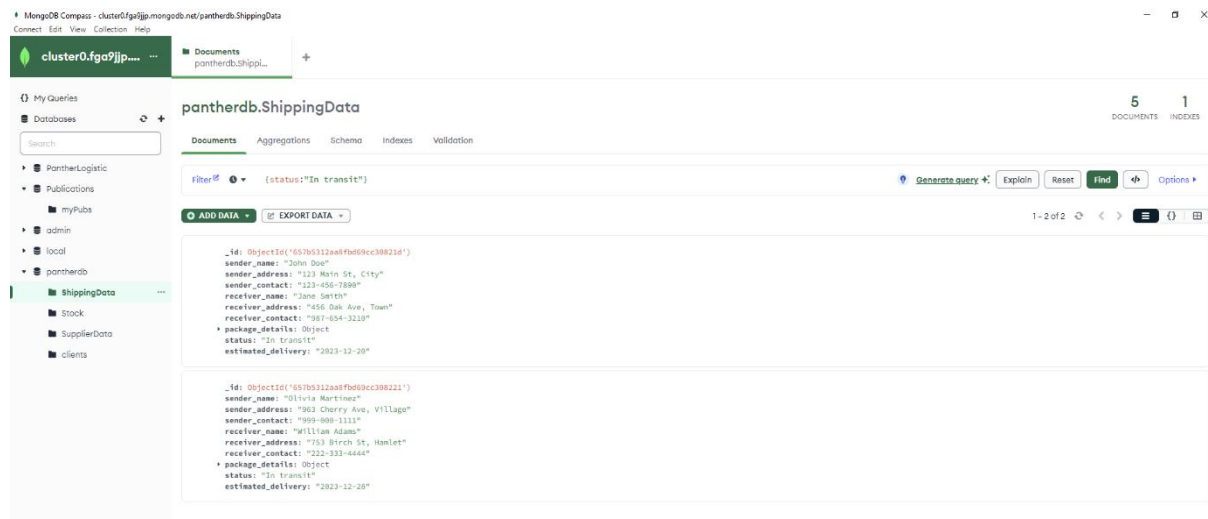 MongoDB Compass - cluster0.fga9jjp.mongodb.net/pantherdb.ShippingData
Connect Edit View Collection Help
cluster0.fga9jjp.... ...
Documents
pantherdb.Shippi...
+
{} My Queries
Databases
Search
PantherLogistic
Publications
myPubs
admin
local
pantherdb
ShippingData ...
Stock
SupplierData
clients
pantherdb.ShippingData
5 1
DOCUMENTS INDEXES
Documents Aggregations Schema Indexes Validation
Filter {status:"In transit"} Generate query Explain Reset Find </> Options
ADD DATA EXPORT DATA 1 - 2 of 2 {}
_id: ObjectId('657b5312aa8fbd69cc30821d')
sender_name: "John Doe"
sender_address: "123 Main St, City"
sender_contact: "123-456-7890"
receiver_name: "Jane Smith"
receiver_address: "456 Oak Ave, Town"
receiver_contact: "987-654-3210"
package_details: Object
status: "In transit"
estimated_delivery: "2023-12-20"
_id: ObjectId('657b5312aa8fbd69cc308221')
sender_name: "Olivia Martinez"
sender_address: "963 Cherry Ave, Village"
sender_contact: "999-000-1111"
receiver_name: "William Adams"
receiver_address: "753 Birch St, Hamlet"
receiver_contact: "222-333-4444"
package_details: Object
status: "In transit"
estimated_delivery: "2023-12-28"